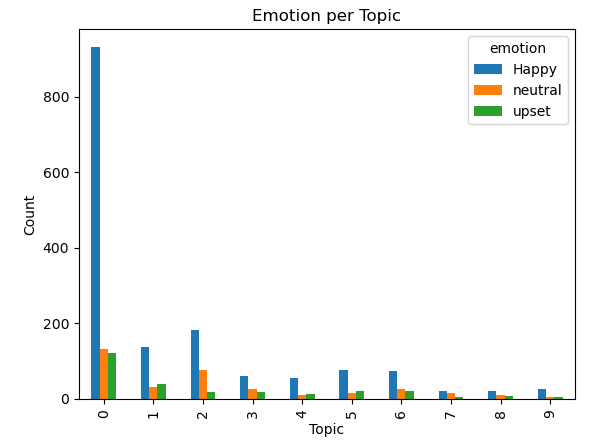 Emotion per Topic
emotion
Happy
neutral
upset
800
600
400
200
0
Count
0 1 2 3 4 5 6 7 8 9
Topic